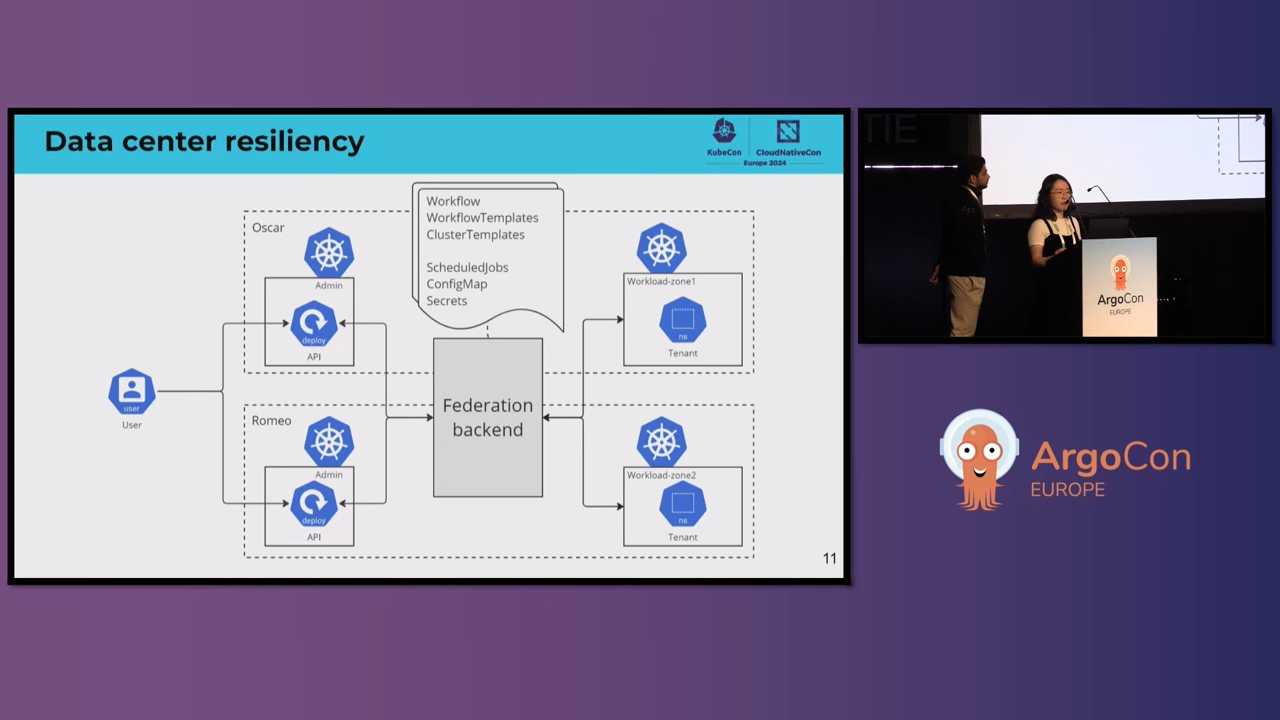 Data center resiliency
KubeCon
CloudNativeCon
Europe 2024
Workflow
WorkflowTemplates
ClusterTemplates
ScheduledJobs
ConfigMap
Secrets
Oscar
Admin
deploy
API
Workload-zone1
ns
Tenant
user
User
Federation
backend
Romeo
Admin
deploy
API
Workload-zone2
ns
Tenant
11
TIE
ArgoCon
EUROPE
ArgoCon
EUROPE